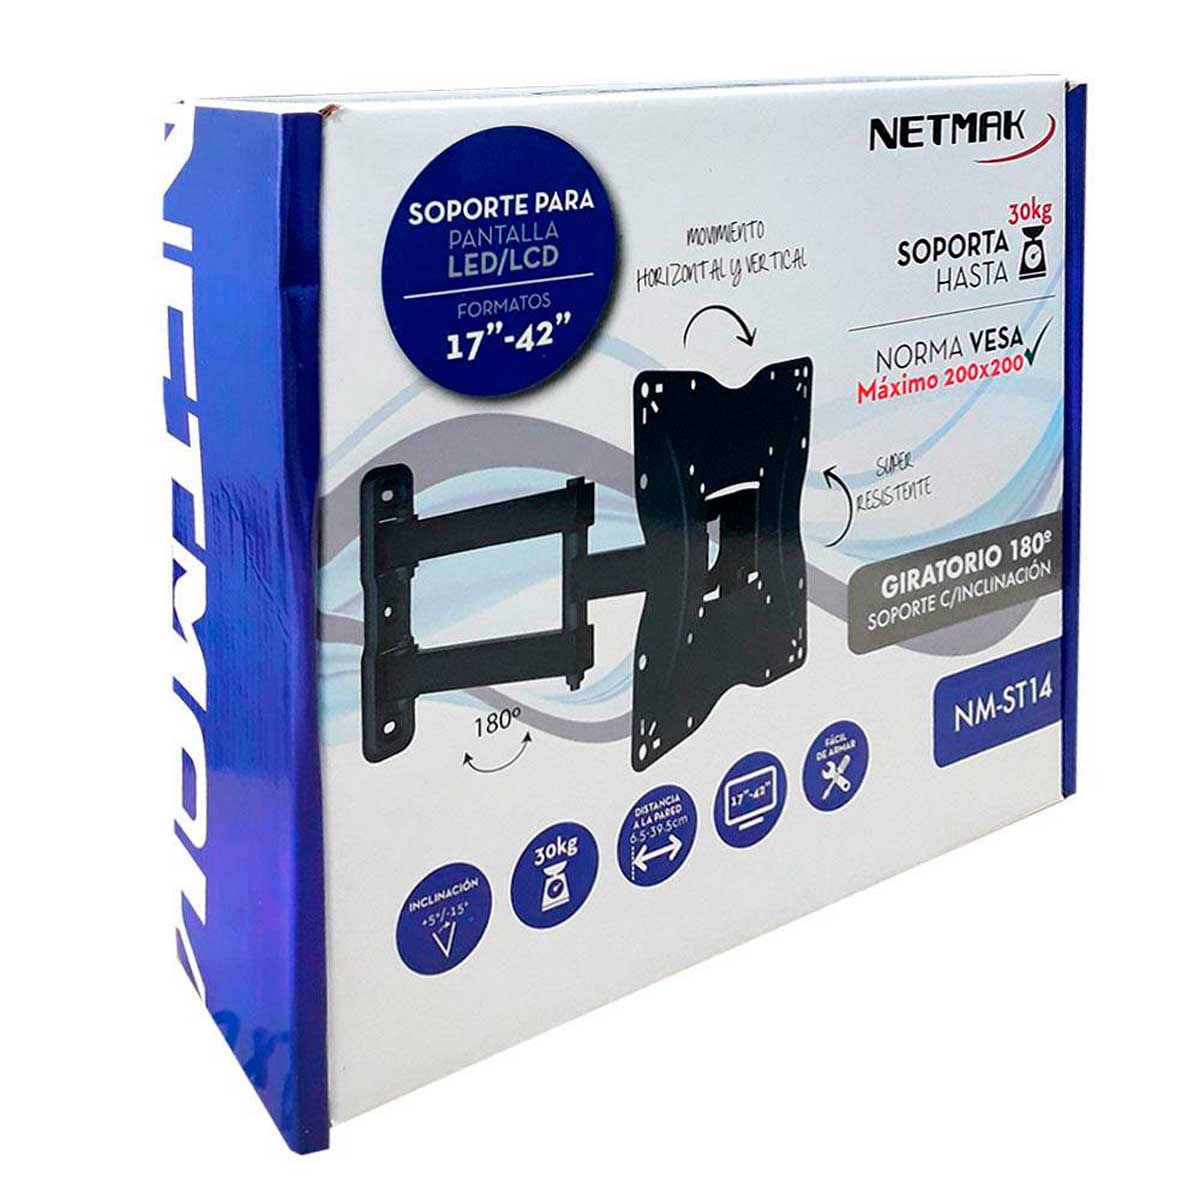 NETMAK
SOPORTE PARA
PANTALLA
LED/LCD
FORMATOS
17"-42"
MOVIMIENTO
HORIZONTAL y VERTICAL
30kg
SOPORTA
HASTA
NORMA VESA
Máximo 200x200
SUPER
RESISTENTE
GIRATORIO 180º
SOPORTE C/INCLINACIÓN
NM-ST14
180º
INCLINACIÓN
+5°/-15°
30kg
DISTANCIA
A LA PARED
6.5-39.5cm
17"-42"
FÁCIL
DE ARMAR
NETMAK